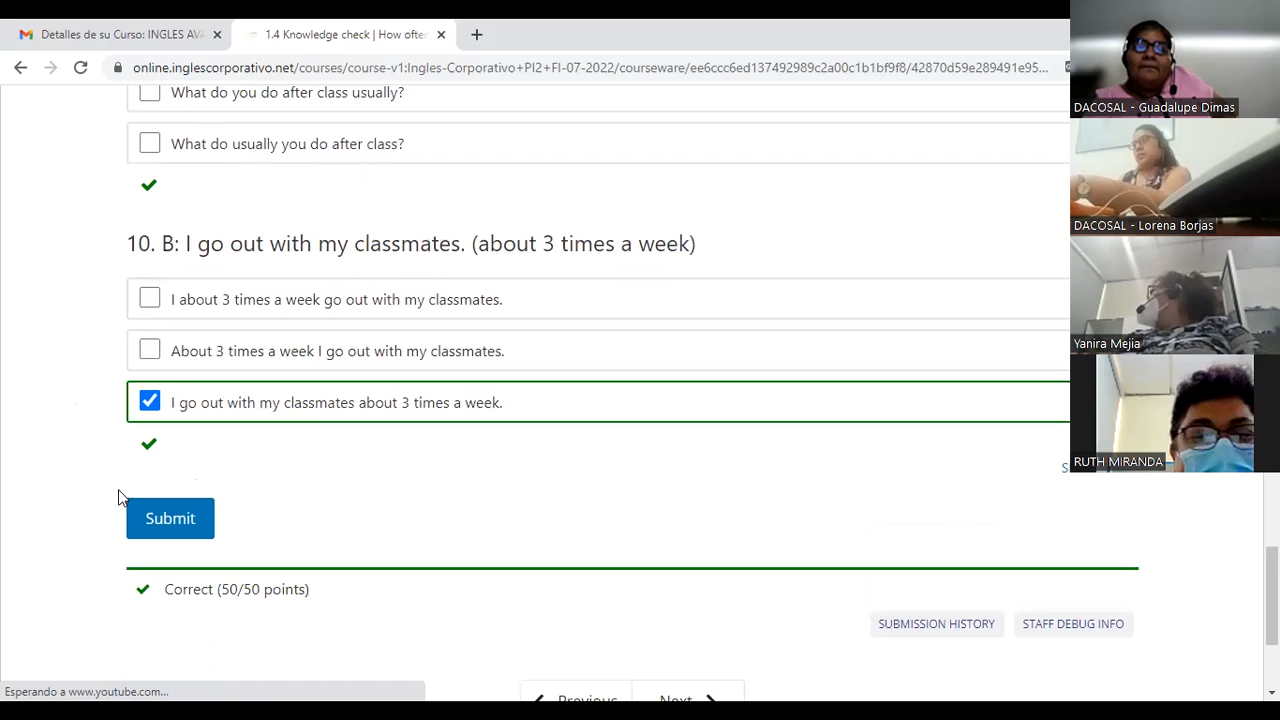 Detalles de su Curso: INGLES AVA
1.4 Knowledge check | How ofter
online.inglescorporativo.net/courses/course-v1:Ingles-Corporativo+PI2+FI-07-2022/courseware/ee6ccc6ed137492989c2a00c1b1bf9f8/42870d59e289491e95...
What do you do after class usually?
What do usually you do after class?
10. B: I go out with my classmates. (about 3 times a week)
I about 3 times a week go out with my classmates.
About 3 times a week I go out with my classmates.
I go out with my classmates about 3 times a week.
S
Submit
Correct (50/50 points)
SUBMISSION HISTORY
STAFF DEBUG INFO
Previous
Next
Esperando a www.youtube.com...
DACOSAL - Guadalupe Dimas
DACOSAL - Lorena Borjas
Yanira Mejia
RUTH MIRANDA